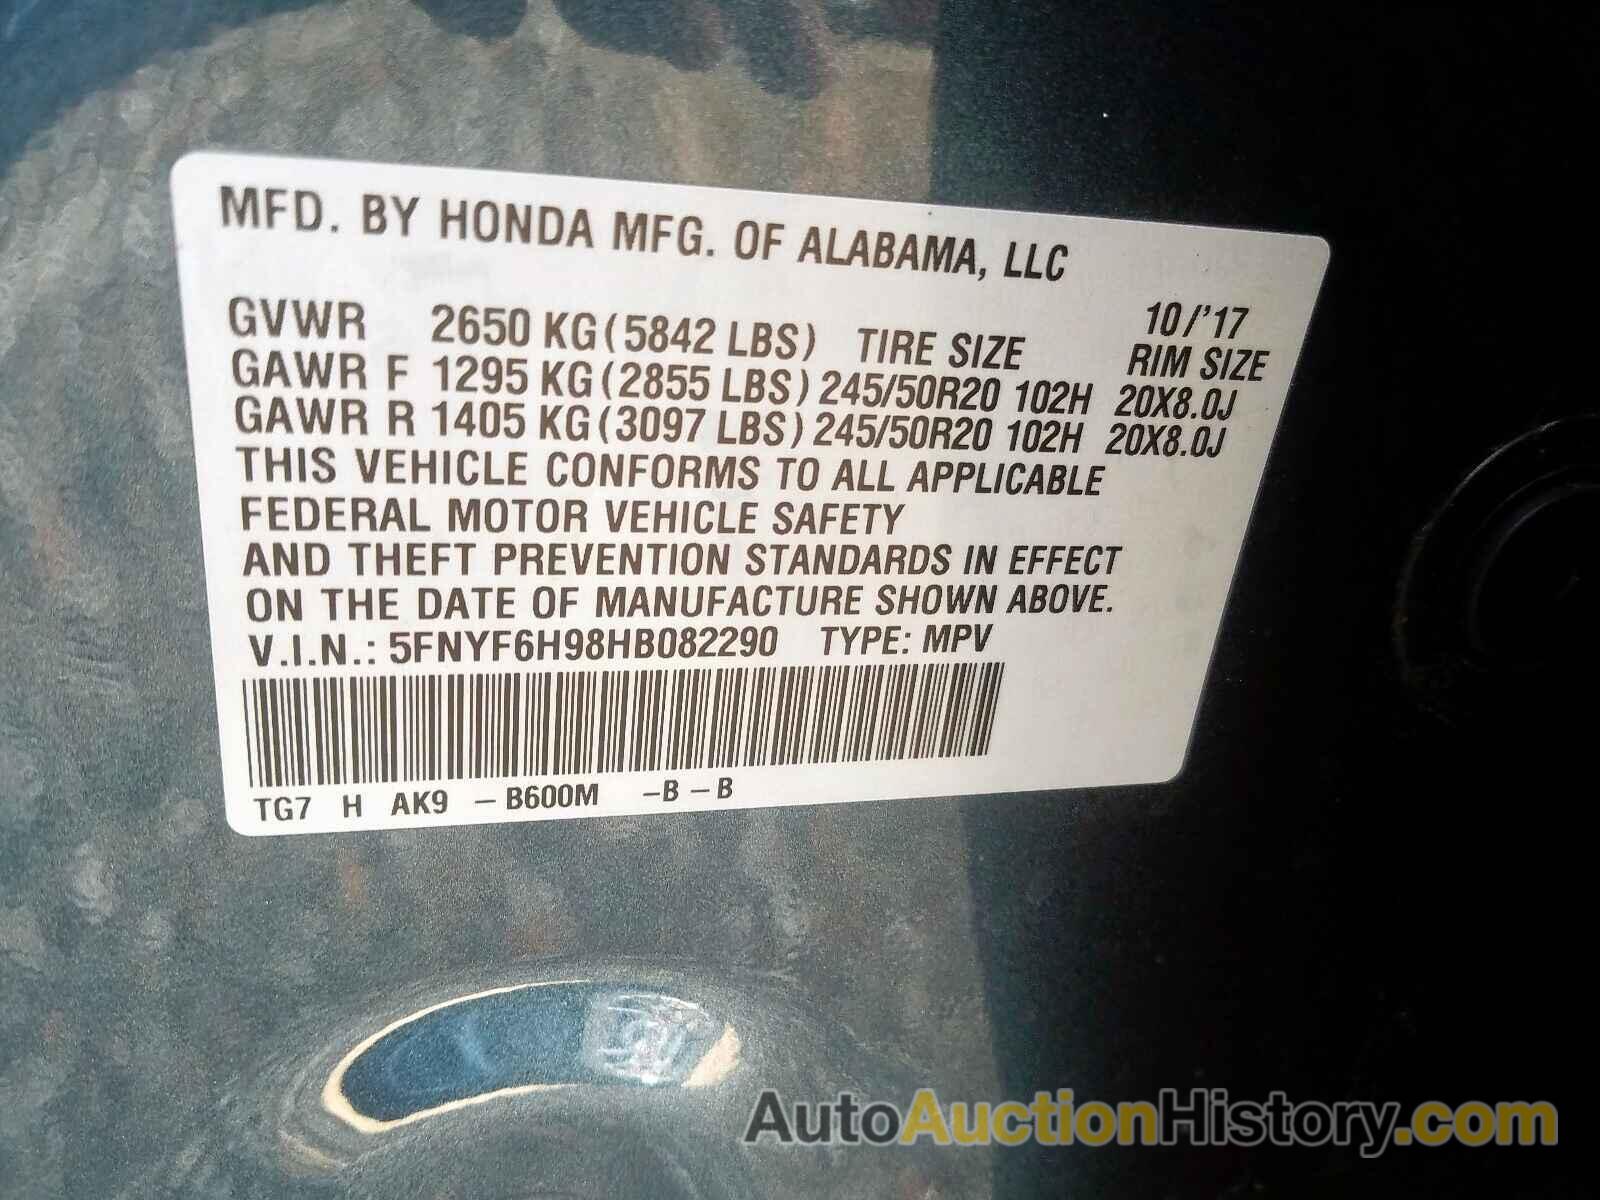 MFD. BY HONDA MFG. OF ALABAMA, LLC
10/'17
GVWR 2650 KG (5842 LBS) TIRE SIZE RIM SIZE
GAWR F 1295 KG (2855 LBS) 245/50R20 102H 20X8.0J
GAWR R 1405 KG (3097 LBS) 245/50R20 102H 20X8.0J
THIS VEHICLE CONFORMS TO ALL APPLICABLE
FEDERAL MOTOR VEHICLE SAFETY
AND THEFT PREVENTION STANDARDS IN EFFECT
ON THE DATE OF MANUFACTURE SHOWN ABOVE.
V.I.N.: 5FNYF6H98HB082290 TYPE: MPV
TG7 H AK9 – B600M –B – B
AutoAuctionHistory.com